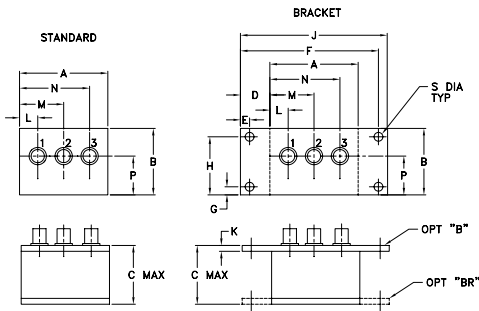 BRACKET
STANDARD
J
F
A
A
N
N
S DIA
TYP
D
M
M
L
L
E
1 2 3
1 2 3
B
H
B
P
P
G
K
OPT "B"
C MAX
C MAX
OPT "BR"